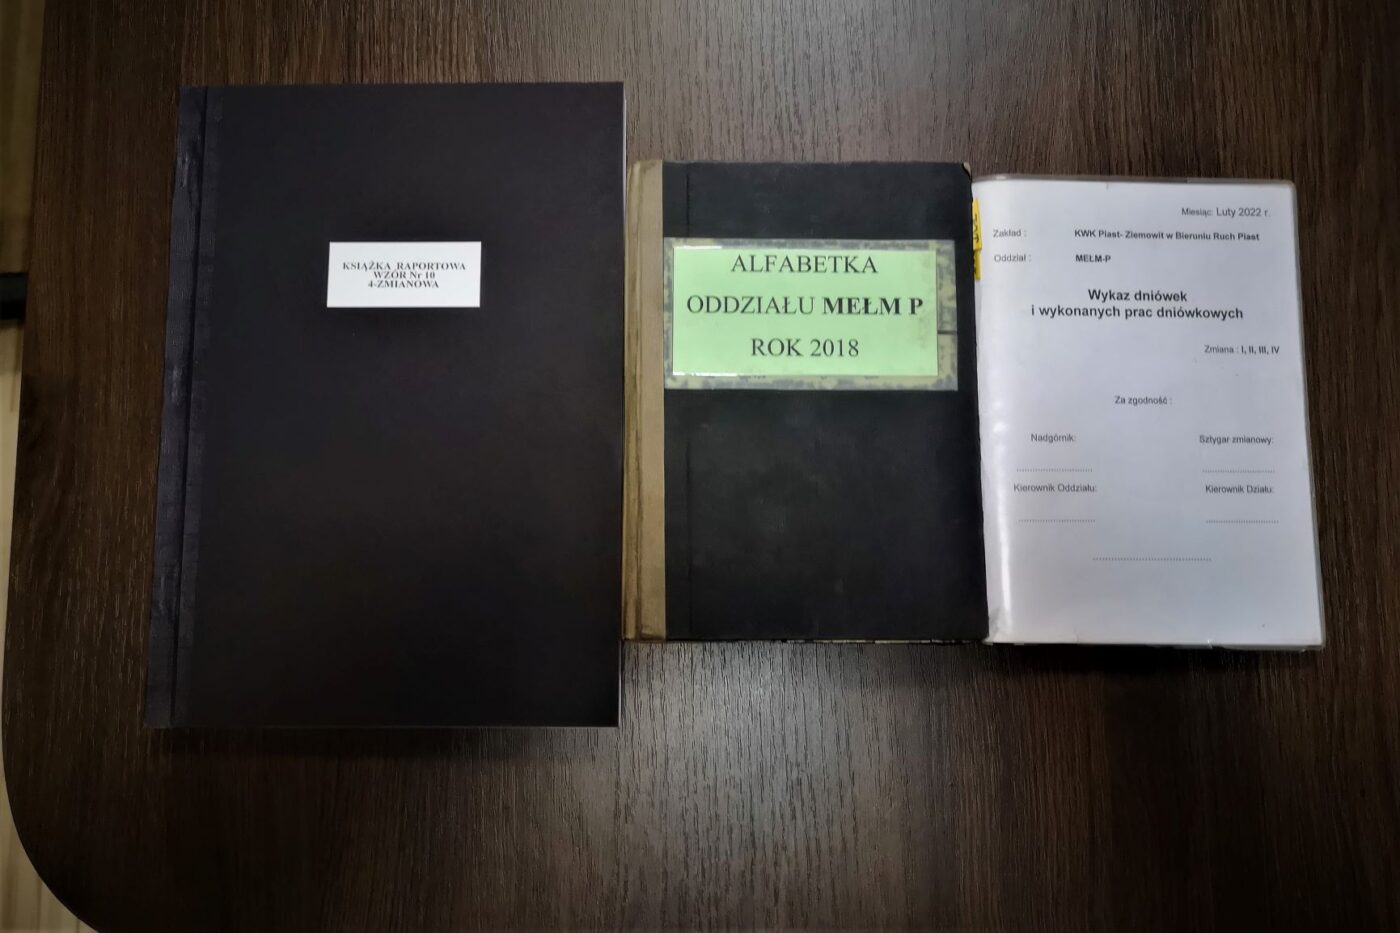 KSIĄŻKA RAPORTOWA
WZÓR Nr 10
4-ZMIANOWA
ALFABETKA
ODDZIAŁU MEŁM P
ROK 2018
Miesiąc: Luty 2022 r.
Zakład : KWK Piast- Ziemowit w Bieruniu Ruch Piast
Oddział : MEŁM-P
Wykaz dniówek
i wykonanych prac dniówkowych
Zmiana : I, II, III, IV
Za zgodność :
Nadgórnik: Sztygar zmianowy:
Kierownik Oddziału: Kierownik Działu: